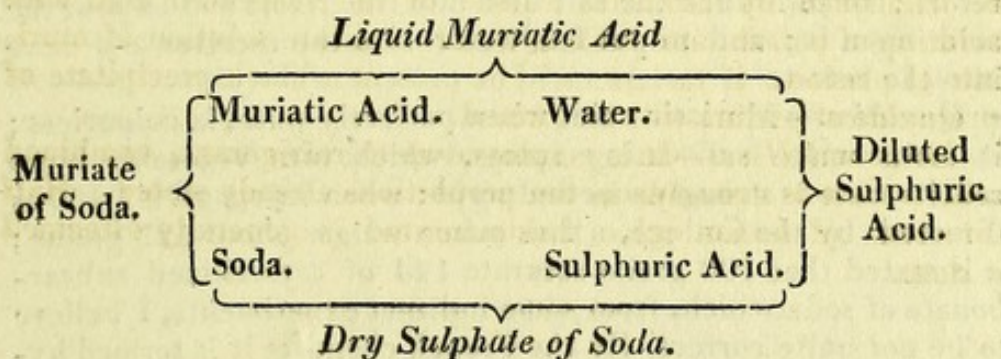 Liquid Muriatic Acid
Muriatic Acid. Water.
Muriate
of Soda.
Diluted
Sulphuric
Acid.
Soda. Sulphuric Acid.
Dry Sulphate of Soda.